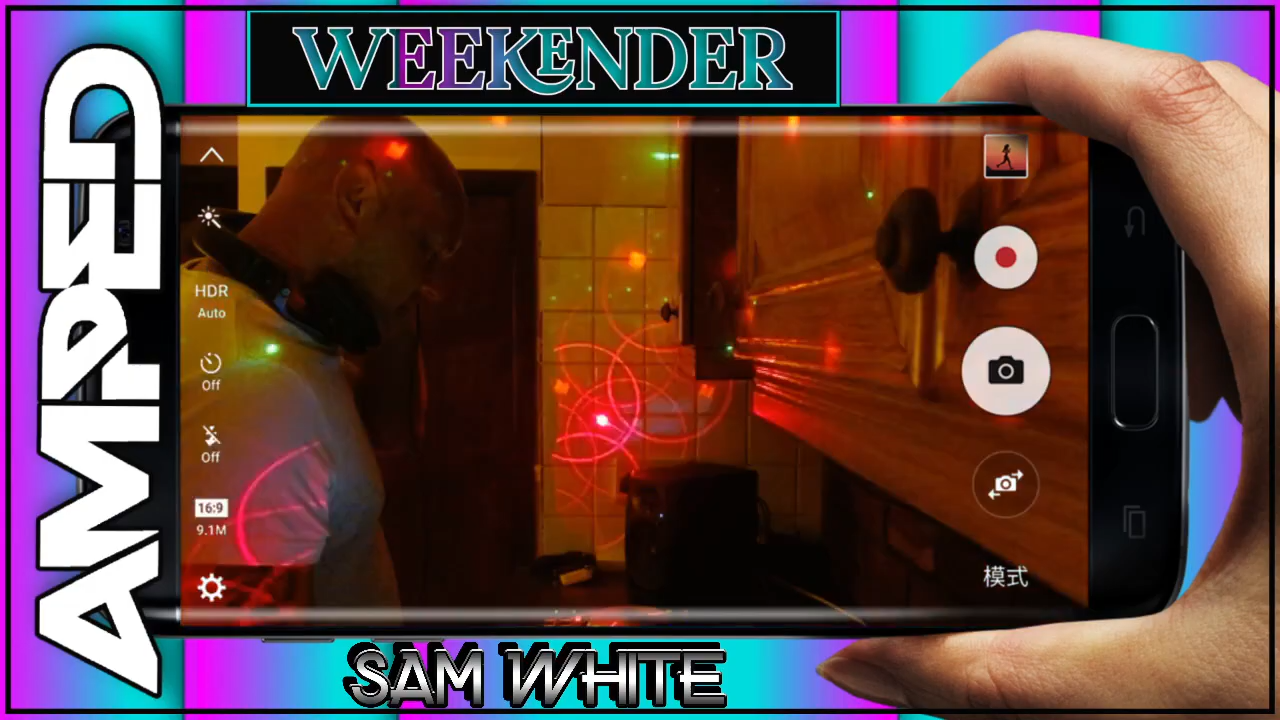 WEEKENDER
AMPED
HDR
Auto
Off
Off
16:9
9.1M
模式
SAM WHITE